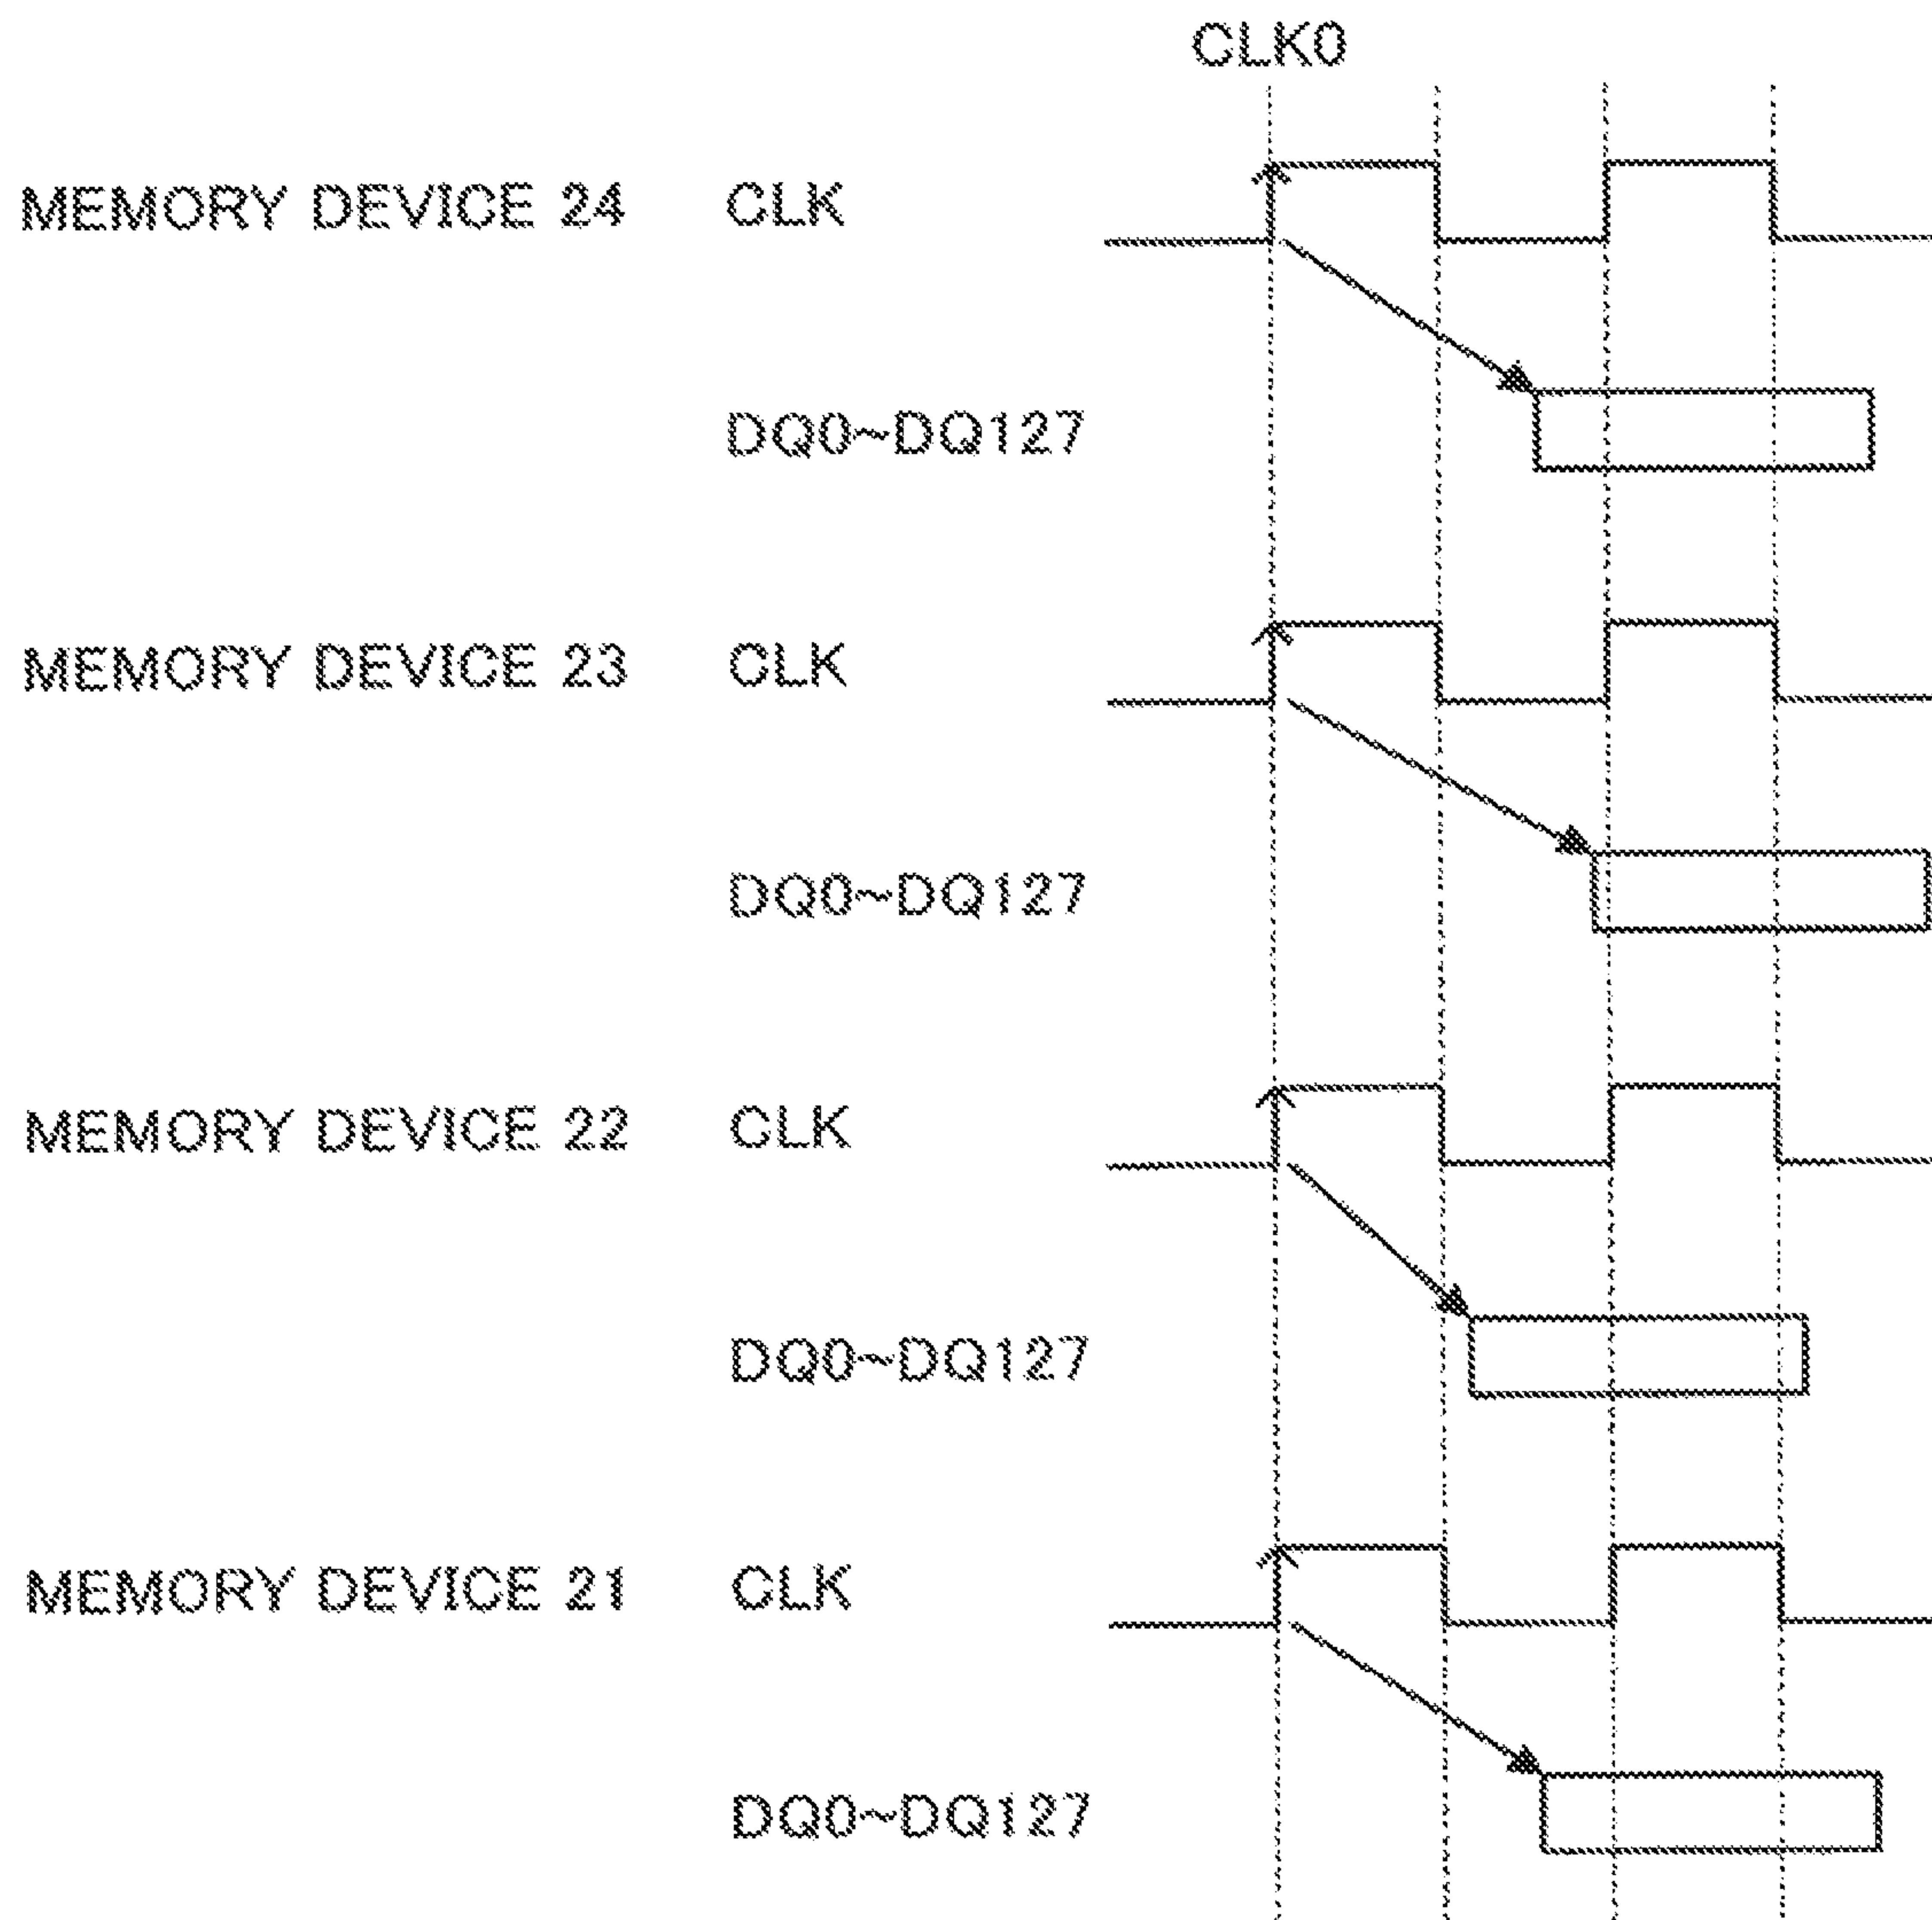 CLK0
MEMORY DEVICE 24 CLK
DQ0~DQ127
MEMORY DEVICE 23 CLK
DQ0~DQ127
MEMORY DEVICE 22 CLK
DQ0~DQ127
MEMORY DEVICE 21 CLK
DQ0~DQ127